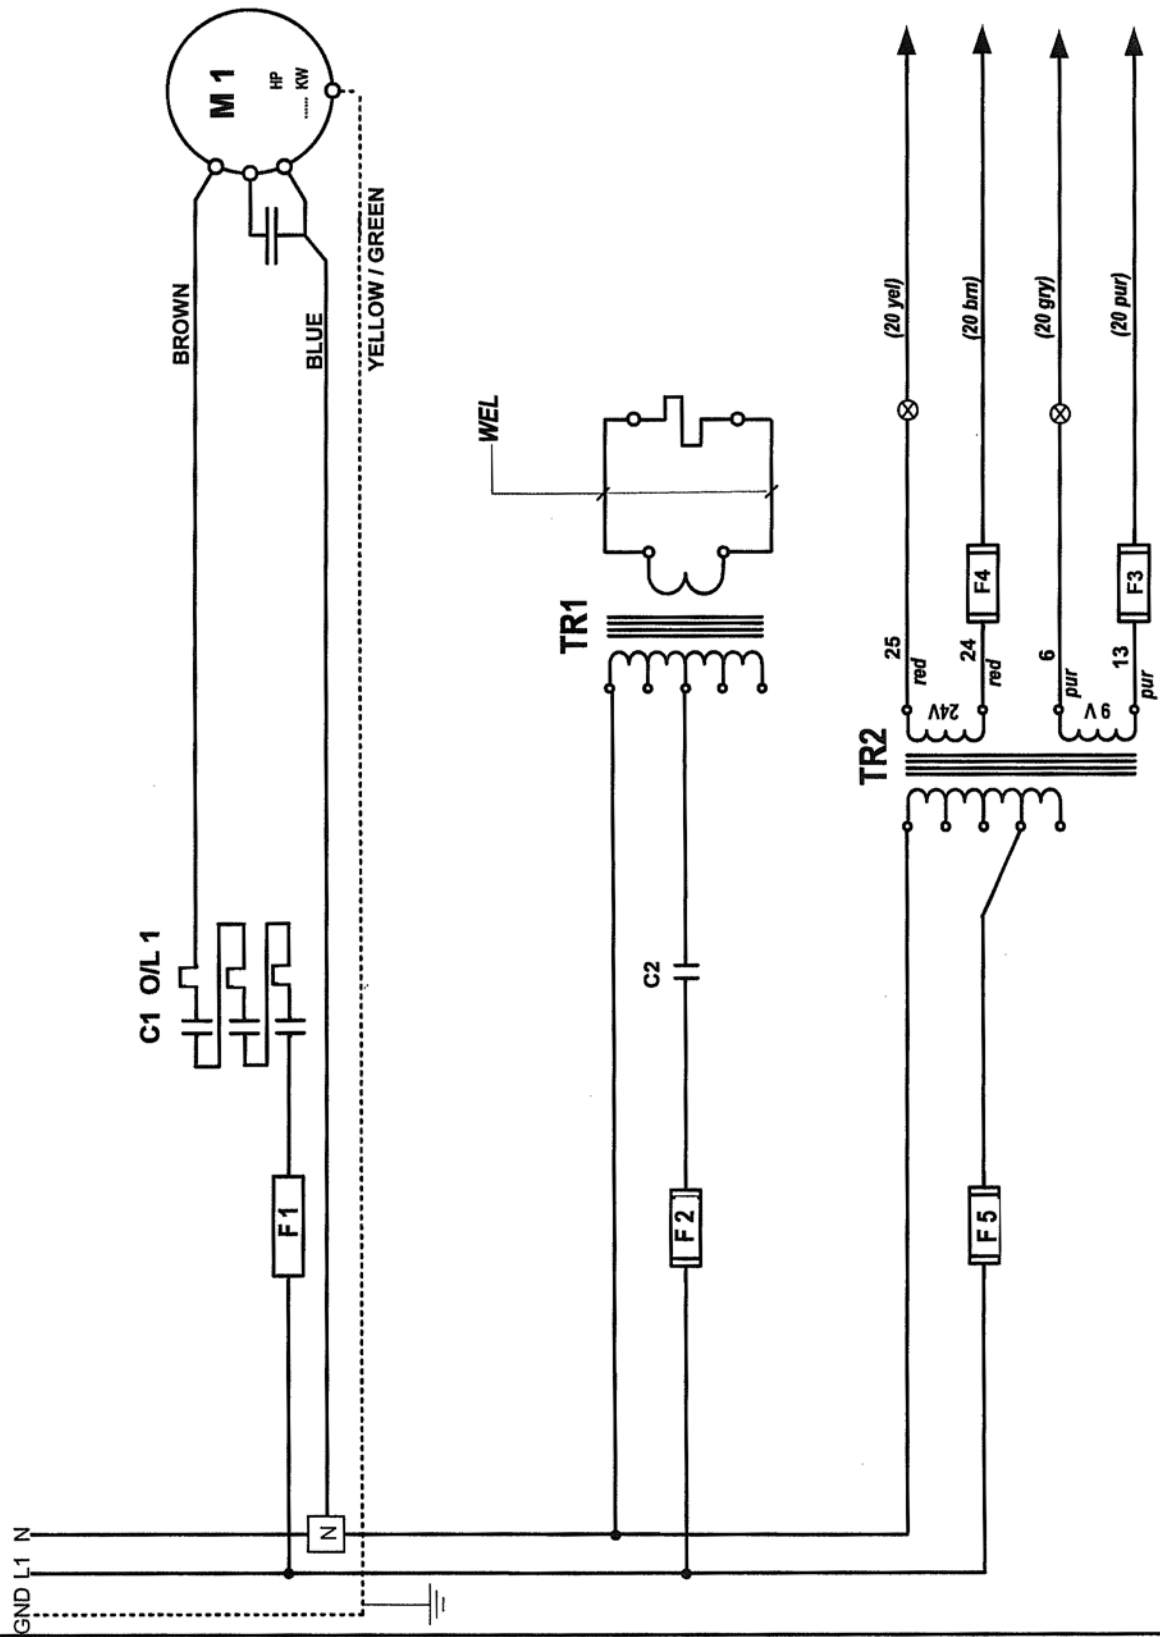 M 1
HP
...... KW
BROWN
BLUE
YELLOW / GREEN
C1 O/L 1
F 1
N
WEL
TR1
C2
F 2
TR2
24V
9 V
25
red
24
red
6
pur
13
pur
F4
F3
(20 yel)
(20 brn)
(20 gry)
(20 pur)
F 5
GND L1 N